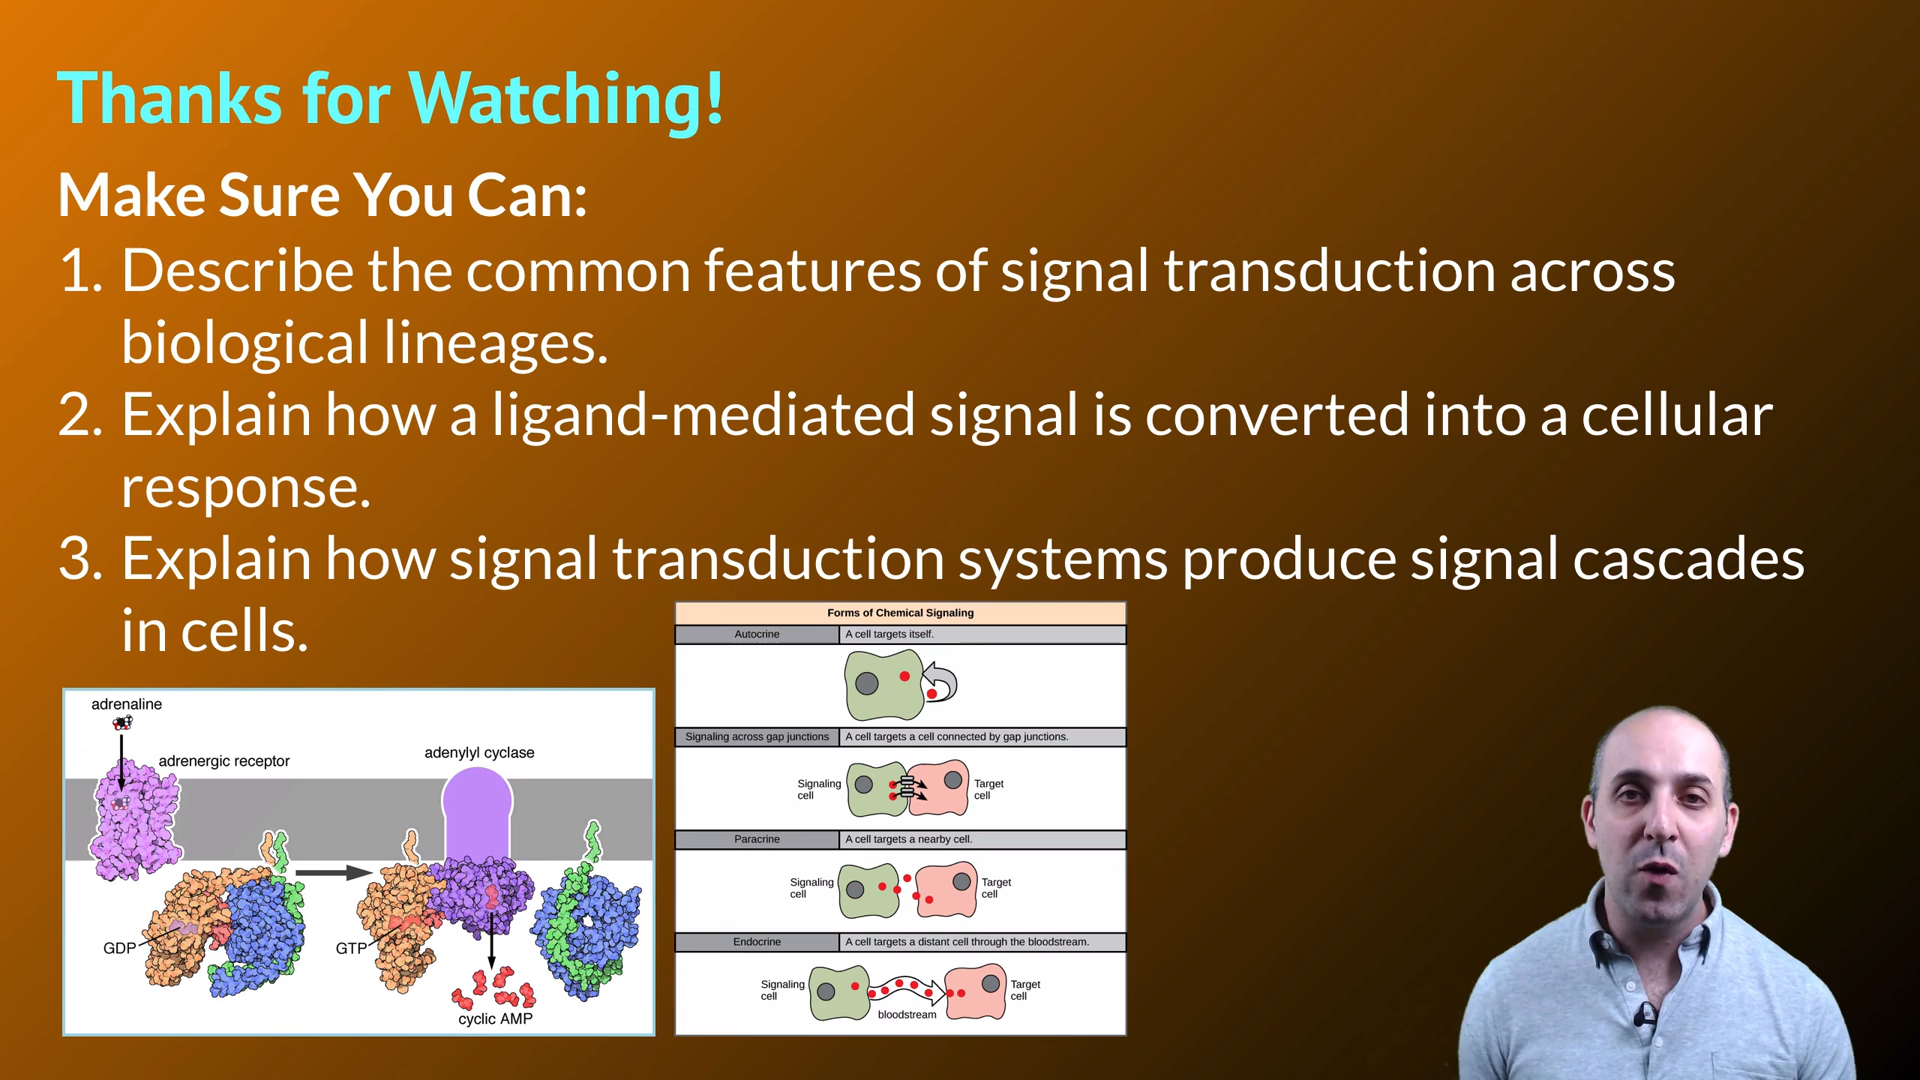 Thanks for Watching!
Make Sure You Can:
1. Describe the common features of signal transduction across
biological lineages.
2. Explain how a ligand-mediated signal is converted into a cellular
response.
3. Explain how signal transduction systems produce signal cascades
in cells.
adrenaline
adrenergic receptor
adenylyl cyclase
GDP
GTP
cyclic AMP
Forms of Chemical Signaling
Autocrine A cell targets itself.
Signaling across gap junctions A cell targets a cell connected by gap junctions.
Signaling
cell
Target
cell
Paracrine A cell targets a nearby cell.
Signaling
cell
Target
cell
Endocrine A cell targets a distant cell through the bloodstream.
Signaling
cell
Target
cell
bloodstream